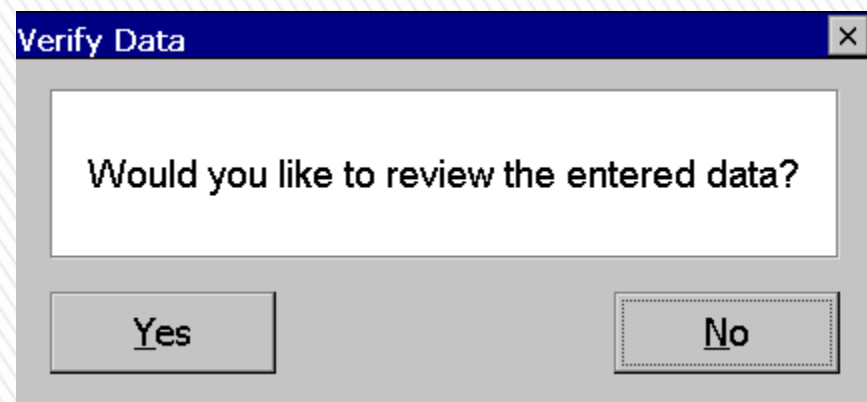 Verify Data
Would you like to review the entered data?
Yes
No